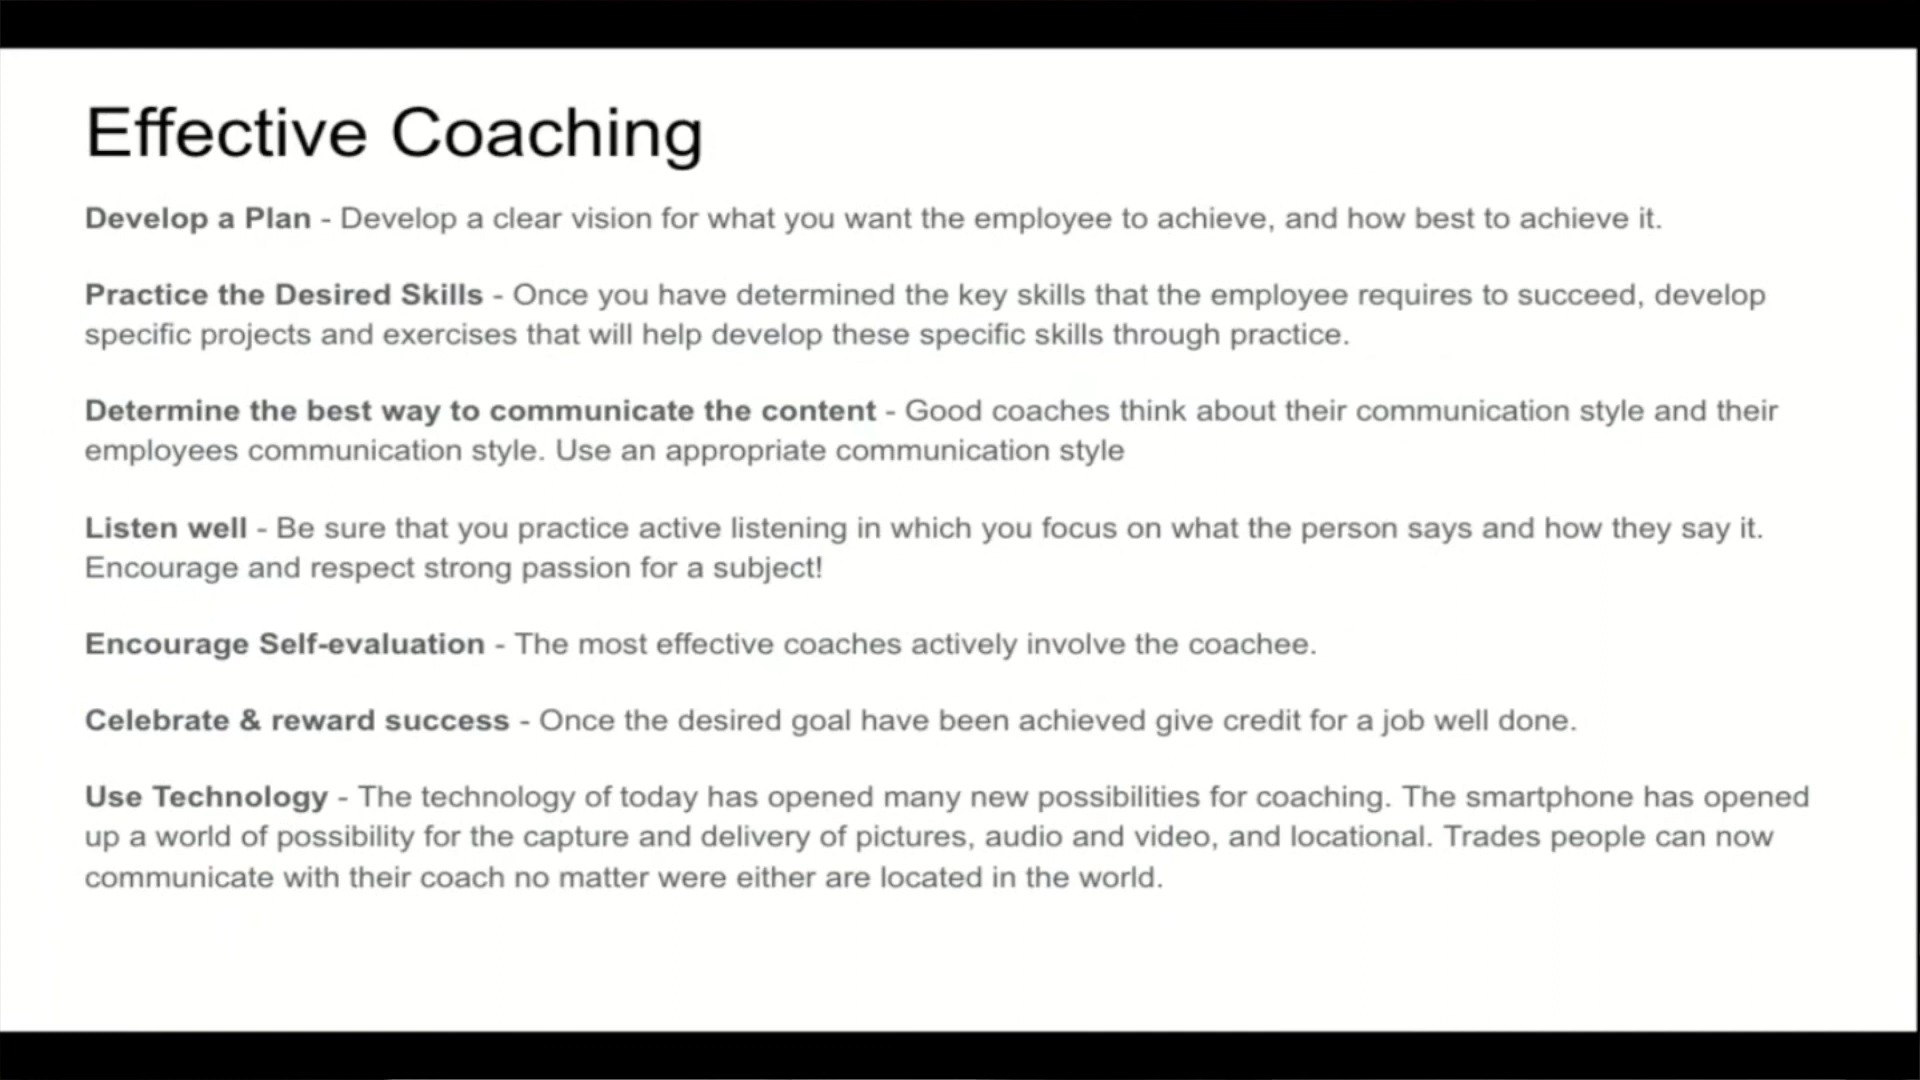 Effective Coaching
Develop a Plan - Develop a clear vision for what you want the employee to achieve, and how best to achieve it.
Practice the Desired Skills - Once you have determined the key skills that the employee requires to succeed, develop
specific projects and exercises that will help develop these specific skills through practice.
Determine the best way to communicate the content - Good coaches think about their communication style and their
employees communication style. Use an appropriate communication style
Listen well - Be sure that you practice active listening in which you focus on what the person says and how they say it.
Encourage and respect strong passion for a subject!
Encourage Self-evaluation - The most effective coaches actively involve the coachee.
Celebrate & reward success - Once the desired goal have been achieved give credit for a job well done.
Use Technology - The technology of today has opened many new possibilities for coaching. The smartphone has opened
up a world of possibility for the capture and delivery of pictures, audio and video, and locational. Trades people can now
communicate with their coach no matter were either are located in the world.